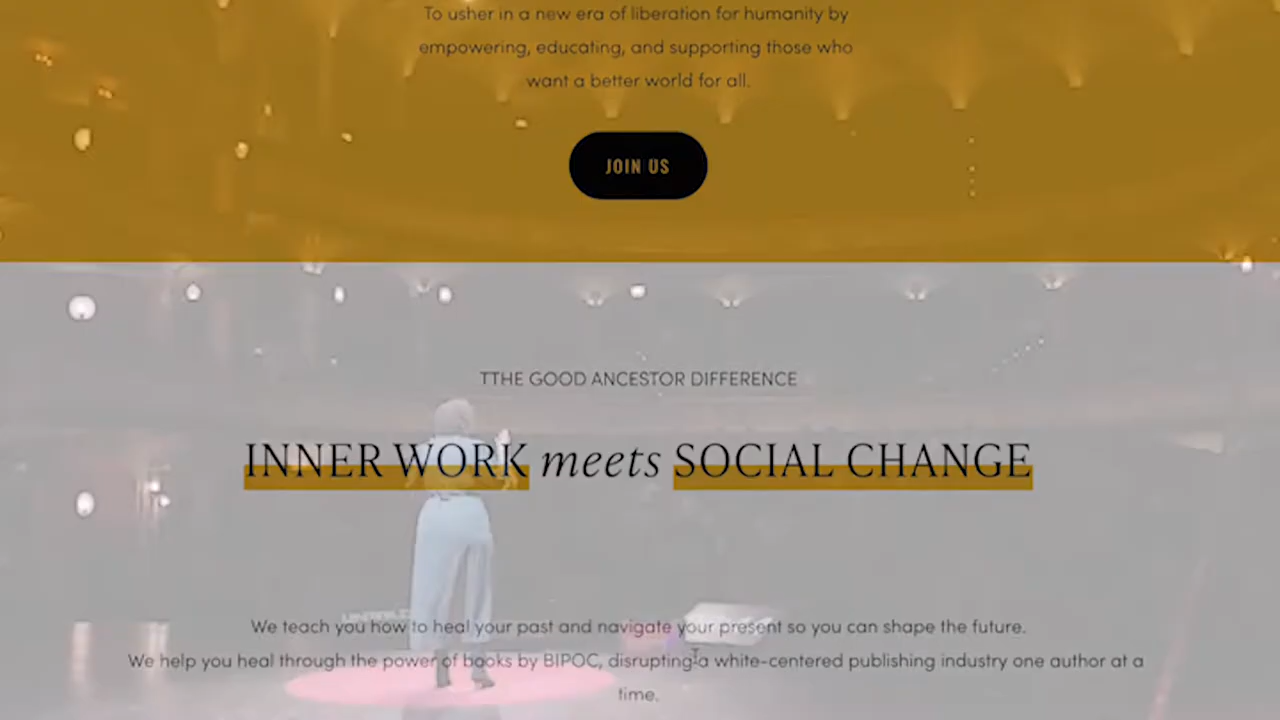 To usher in a new era of liberation for humanity by
empowering, educating, and supporting those who
want a better world for all.
JOIN US
TTHE GOOD ANCESTOR DIFFERENCE
INNER WORK meets SOCIAL CHANGE
We teach you how to heal your past and navigate your present so you can shape the future.
We help you heal through the power of books by BIPOC, disrupting a white-centered publishing industry one author at a
time.